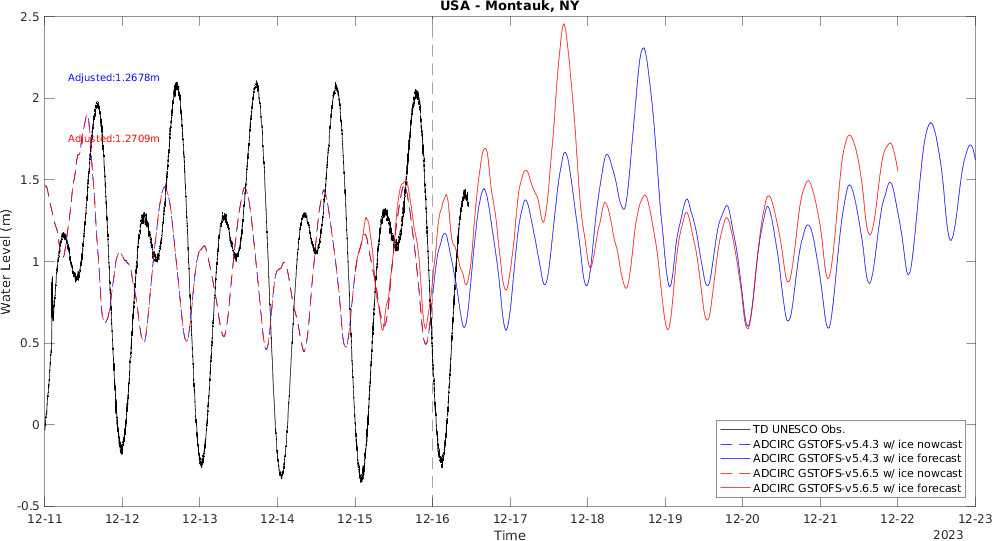 USA - Montauk, NY
2.5
2
1.5
1
0.5
0
-0.5
Water Level (m)
Adjusted:1.2678m
Adjusted:1.2709m
TD UNESCO Obs.
ADCIRC GSTOFS-v5.4.3 w/ ice nowcast
ADCIRC GSTOFS-v5.4.3 w/ ice forecast
ADCIRC GSTOFS-v5.6.5 w/ ice nowcast
ADCIRC GSTOFS-v5.6.5 w/ ice forecast
12-11 12-12 12-13 12-14 12-15 12-16 12-17 12-18 12-19 12-20 12-21 12-22 12-23
Time
2023